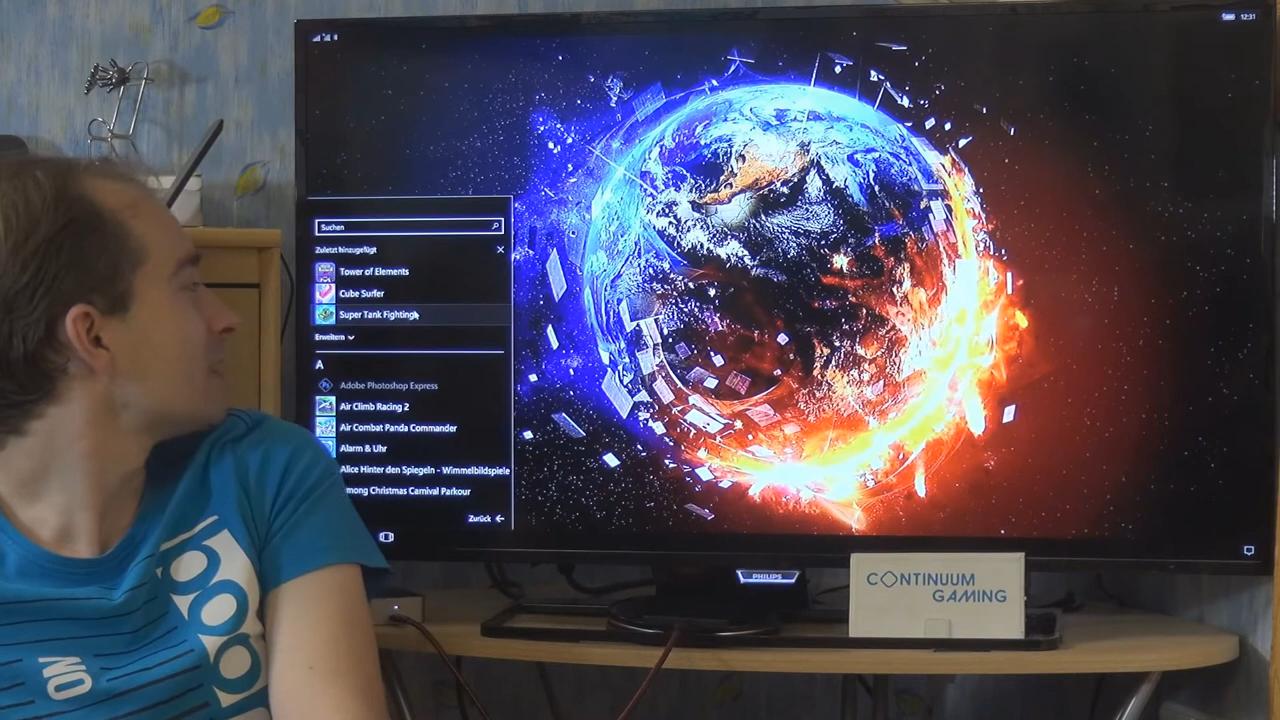 12:31
Suchen
Zuletzt hinzugefügt
Tower of Elements
Cube Surfer
Super Tank Fighting
Erweitern
A
Adobe Photoshop Express
Air Climb Racing 2
Air Combat Panda Commander
Alarm & Uhr
Alice Hinter den Spiegeln - Wimmelbildspiele
mong Christmas Carnival Parkour
Zurück
PHILIPS
CONTINUUM
GAMING
NO